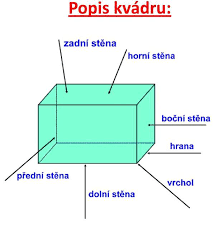 Popis kvádru:
zadní stěna
horní stěna
boční stěna
hrana
přední stěna
vrchol
dolní stěna